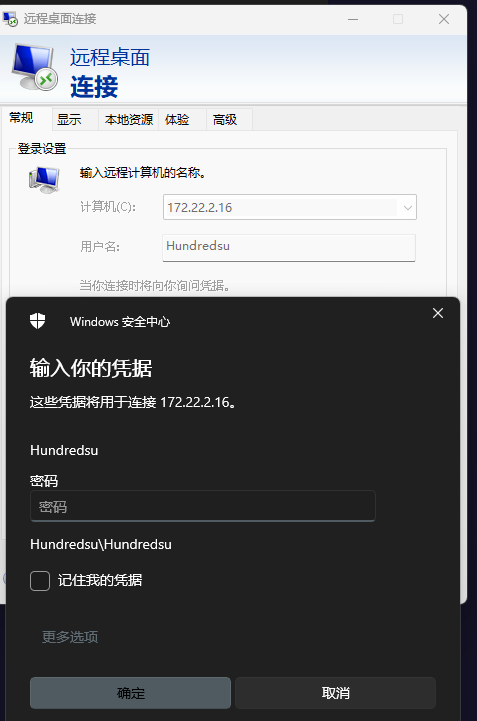 远程桌面连接
远程桌面
连接
常规 显示 本地资源 体验 高级
登录设置
输入远程计算机的名称。
计算机(C): 172.22.2.16
用户名: Hundredsu
当你连接时将向你询问凭据。
Windows 安全中心
输入你的凭据
这些凭据将用于连接 172.22.2.16。
Hundredsu
密码
密码
Hundredsu\Hundredsu
记住我的凭据
更多选项
确定 取消